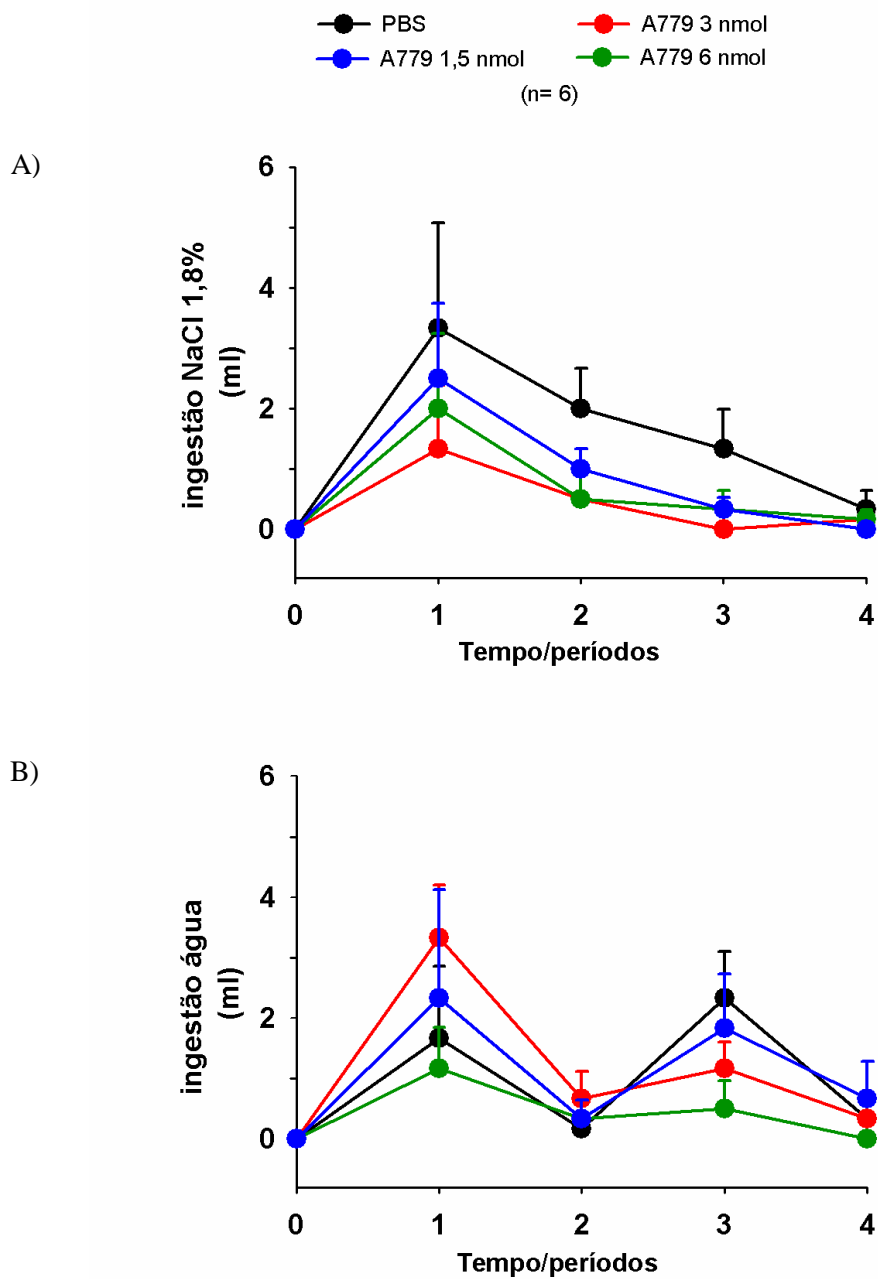 PBS
A779 3 nmol
A779 1,5 nmol
A779 6 nmol
(n= 6)
A)
ingestão NaCl 1,8%
(ml)
6
4
2
0
0 1 2 3 4
Tempo/períodos
B)
ingestão água
(ml)
6
4
2
0
0 1 2 3 4
Tempo/períodos